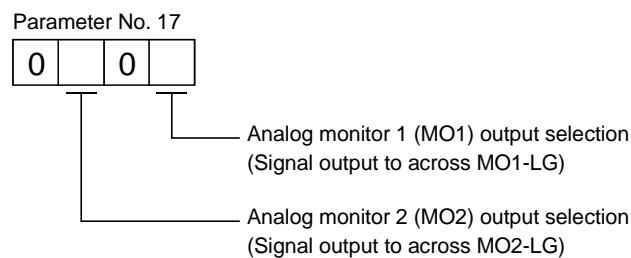 Parameter No. 17
0 0
Analog monitor 1 (MO1) output selection
(Signal output to across MO1-LG)
Analog monitor 2 (MO2) output selection
(Signal output to across MO2-LG)